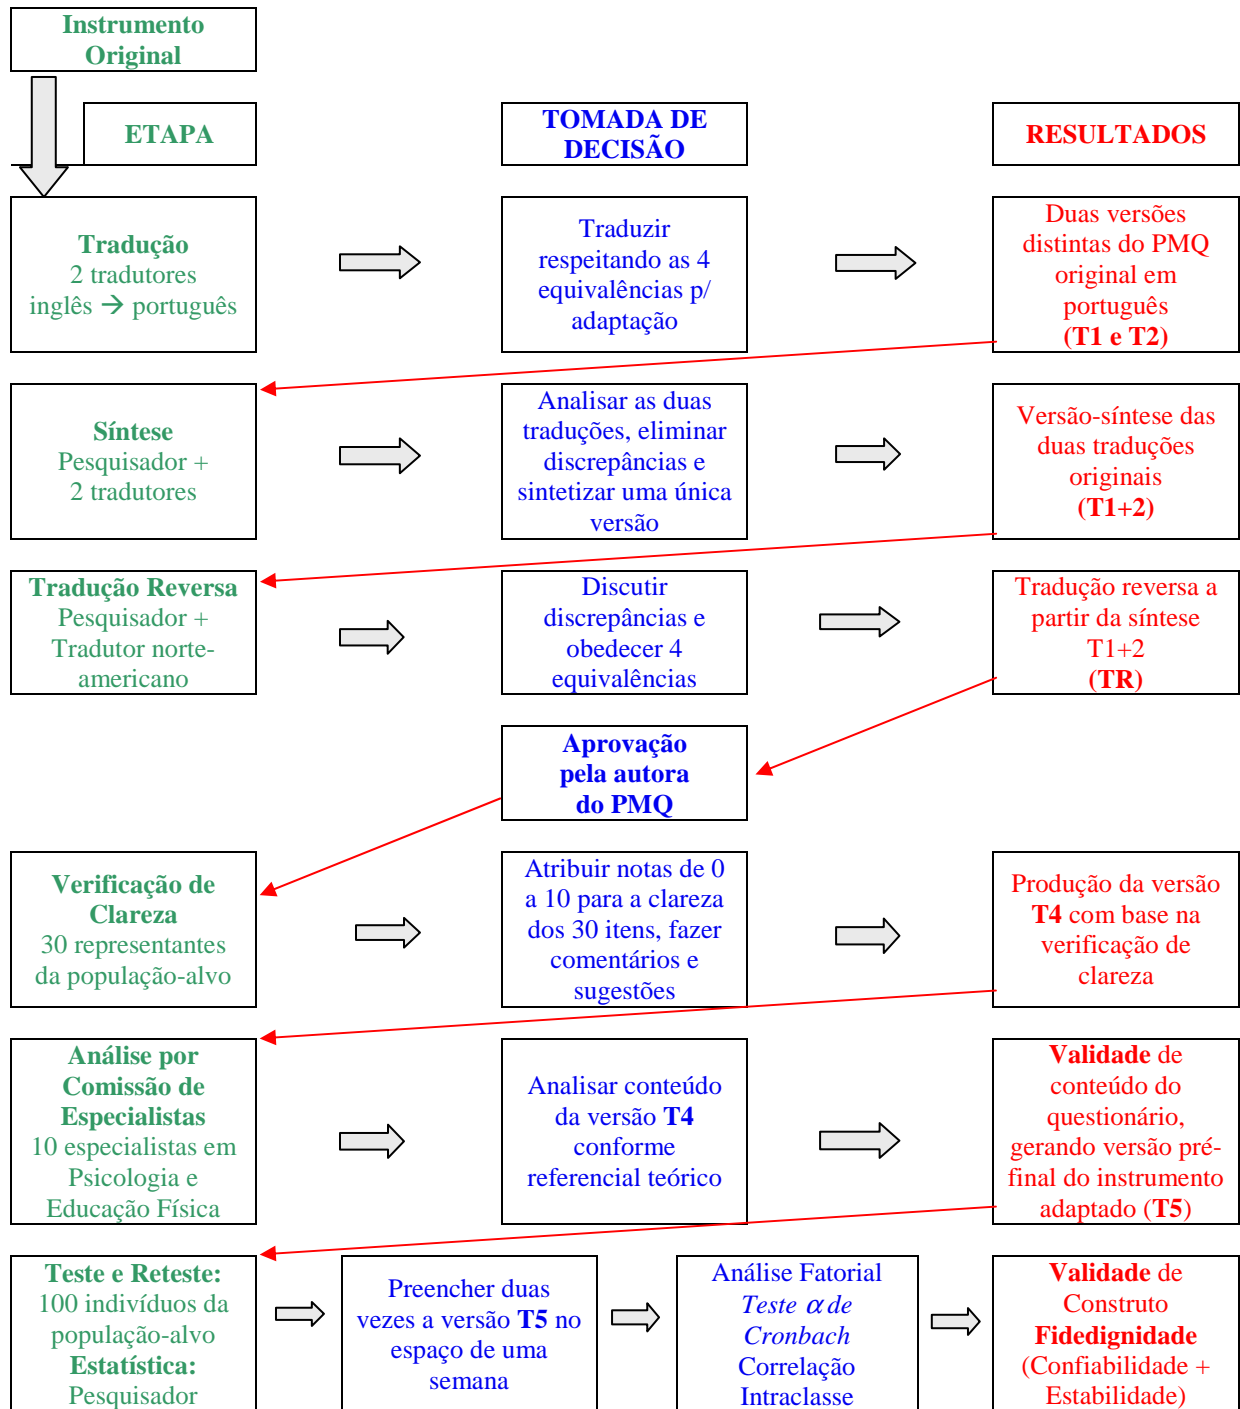 Instrumento
Original
ETAPA
TOMADA DE
DECISÃO
RESULTADOS
Tradução
2 tradutores
inglês → português
Traduzir
respeitando as 4
equivalências p/
adaptação
Duas versões
distintas do PMQ
original em
português
(T1 e T2)
Síntese
Pesquisador +
2 tradutores
Analisar as duas
traduções, eliminar
discrepâncias e
sintetizar uma única
versão
Versão-síntese das
duas traduções
originais
(T1+2)
Tradução Reversa
Pesquisador +
Tradutor norte-
americano
Discutir
discrepâncias e
obedecer 4
equivalências
Tradução reversa a
partir da síntese
T1+2
(TR)
Aprovação
pela autora
do PMQ
Verificação de
Clareza
30 representantes
da população-alvo
Atribuir notas de 0
a 10 para a clareza
dos 30 itens, fazer
comentários e
sugestões
Produção da versão
T4 com base na
verificação de
clareza
Análise por
Comissão de
Especialistas
10 especialistas em
Psicologia e
Educação Física
Analisar conteúdo
da versão T4
conforme
referencial teórico
Validade de
conteúdo do
questionário,
gerando versão pré-
final do instrumento
adaptado (T5)
Teste e Reteste:
100 indivíduos da
população-alvo
Estatística:
Pesquisador
Preencher duas
vezes a versão T5 no
espaço de uma
semana
Análise Fatorial
Teste α de
Cronbach
Correlação
Intraclasse
Validade de
Construto
Fidedignidade
(Confiabilidade +
Estabilidade)